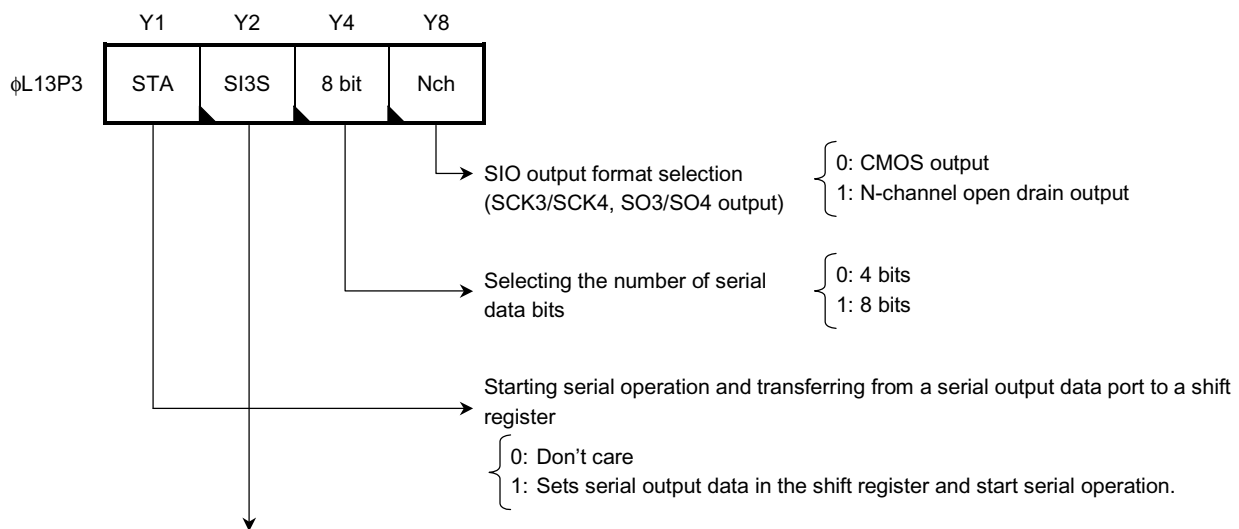 Y1 Y2 Y4 Y8
ϕL13P3 STA SI3S 8 bit Nch
SIO output format selection
(SCK3/SCK4, SO3/SO4 output)
0: CMOS output
1: N-channel open drain output
Selecting the number of serial
data bits
0: 4 bits
1: 8 bits
Starting serial operation and transferring from a serial output data port to a shift
register
0: Don’t care
1: Sets serial output data in the shift register and start serial operation.